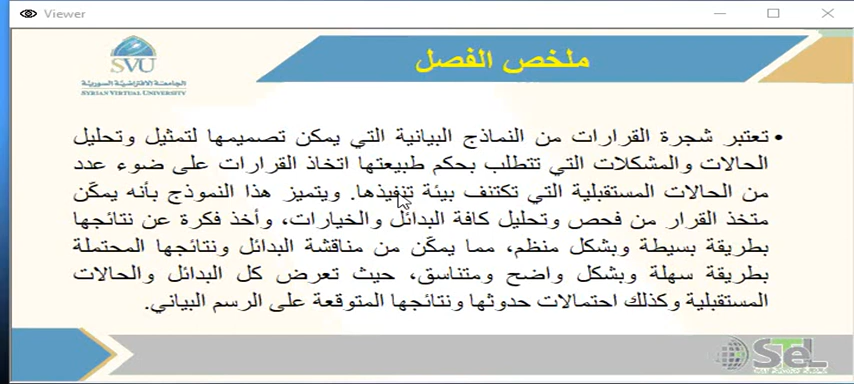 Viewer
ملخص الفصل
SVU
الجامعة الافتراضية السورية
SYRIAN VIRTUAL UNIVERSITY
• تعتبر شجرة القرارات من النماذج البيانية التي يمكن تصميمها لتمثيل وتحليل
الحالات والمشكلات التي تتطلب بحكم طبيعتها اتخاذ القرارات على ضوء عدد
من الحالات المستقبلية التي تكتنف بيئة تنفيذها. ويتميز هذا النموذج بأنه يمكّن
متخذ القرار من فحص وتحليل كافة البدائل والخيارات، وأخذ فكرة عن نتائجها
بطريقة بسيطة وبشكل منظم، مما يمكّن من مناقشة البدائل ونتائجها المحتملة
بطريقة سهلة وبشكل واضح ومتناسق، حيث تعرض كل البدائل والحالات
المستقبلية وكذلك احتمالات حدوثها ونتائجها المتوقعة على الرسم البياني.
STeL